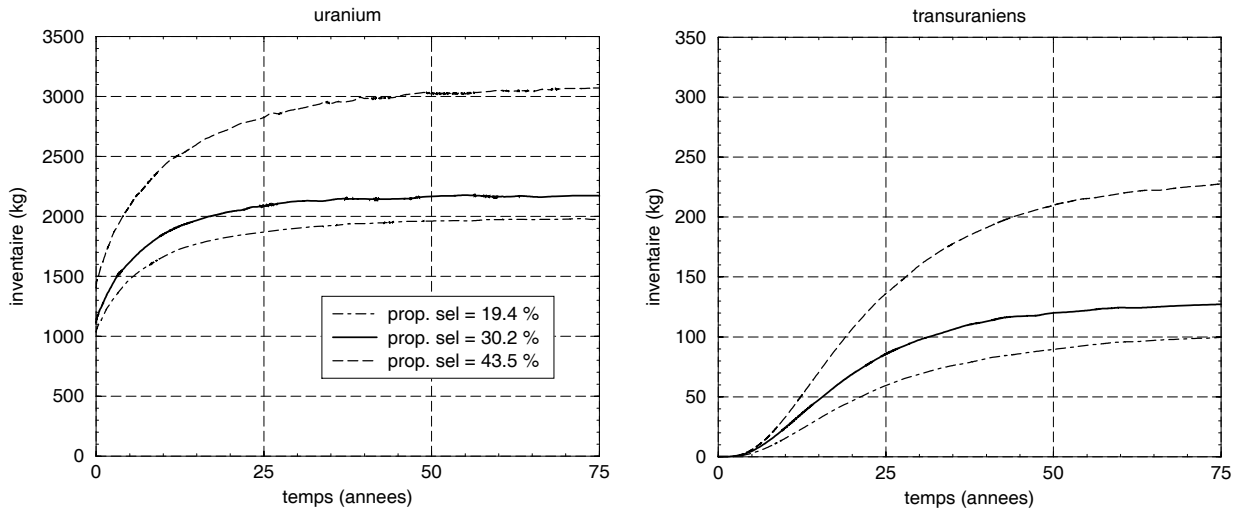 uranium
3500
3000
2500
2000
1500
1000
500
0
inventaire (kg)
prop. sel = 19.4 %
prop. sel = 30.2 %
prop. sel = 43.5 %
0 25 50 75
temps (annees)
transuraniens
350
300
250
200
150
100
50
0
inventaire (kg)
0 25 50 75
temps (annees)